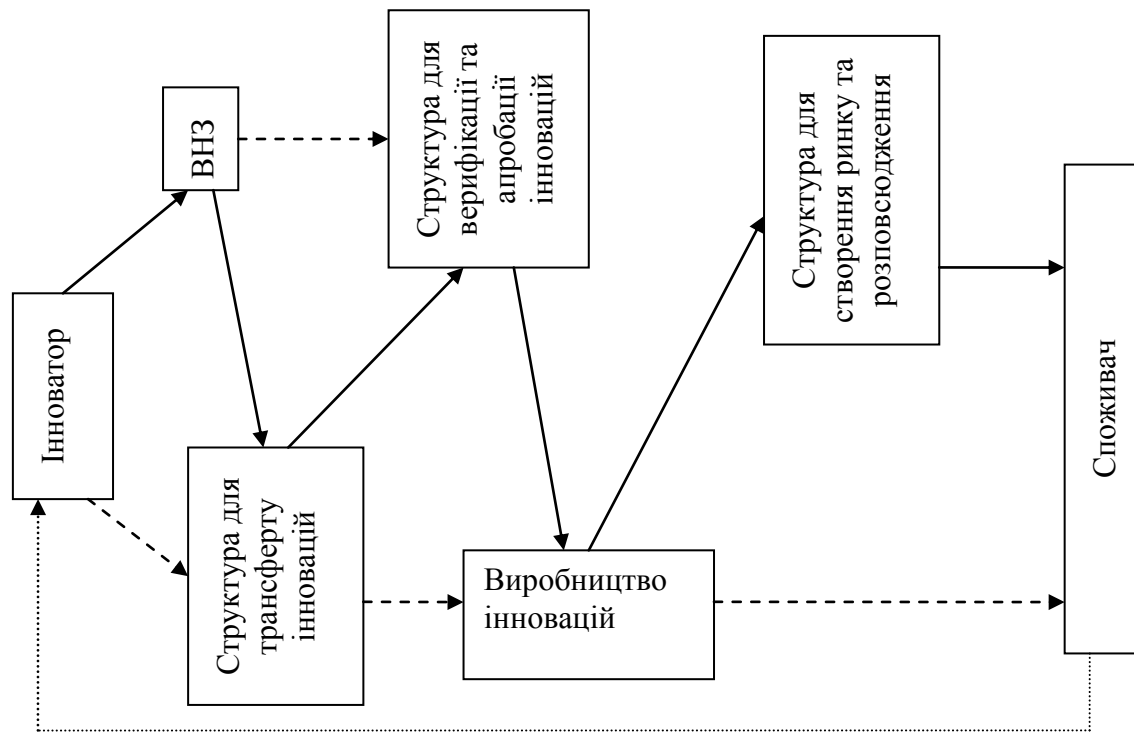 Інноватор
ВНЗ
Структура для
трансферту
інновацій
Структура для
верифікації та
апробації
інновацій
Виробництво
інновацій
Структура для
створення ринку та
розповсюдження
Споживач